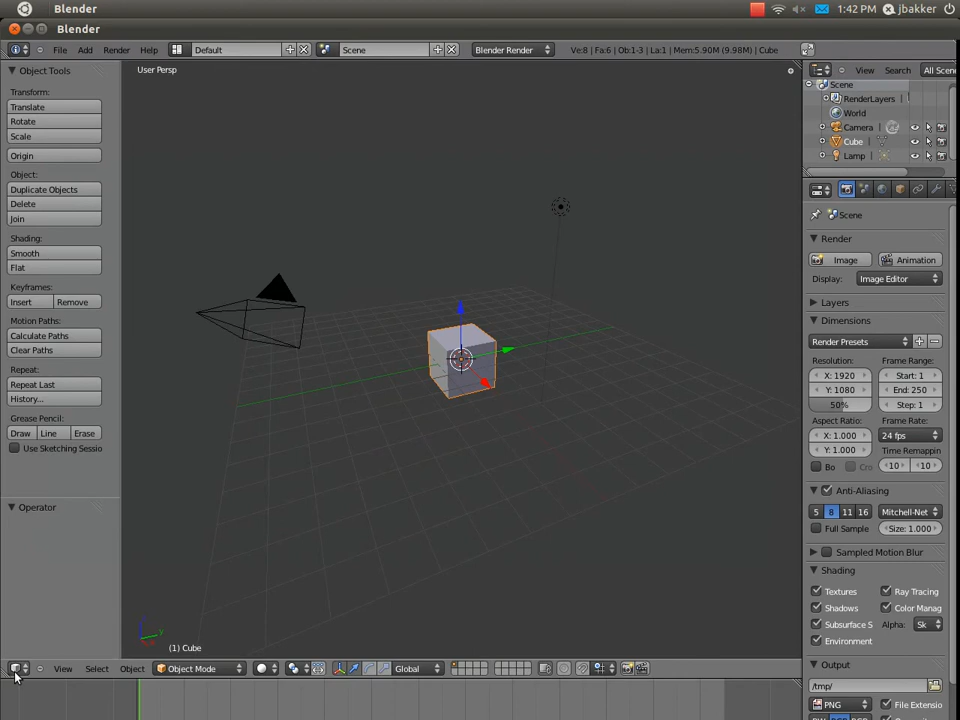 Blender 1:42 PM jbakker
Blender
File Add Render Help Default Scene Blender Render Ve:8 | Fa:6 | Ob:1-3 | La:1 | Mem:5.90M (9.98M) | Cube
Object Tools
Transform:
Translate
Rotate
Scale
Origin
Object:
Duplicate Objects
Delete
Join
Shading:
Smooth
Flat
Keyframes:
Insert Remove
Motion Paths:
Calculate Paths
Clear Paths
Repeat:
Repeat Last
History...
Grease Pencil:
Draw Line Erase
Use Sketching Sessio
Operator
User Persp
(1) Cube
View Select Object Object Mode Global
View Search All Scen
Scene
RenderLayers
World
Camera
Cube
Lamp
Scene
Render
Image Animation
Display: Image Editor
Layers
Dimensions
Render Presets
Resolution: Frame Range:
X: 1920 Start: 1
Y: 1080 End: 250
50% Step: 1
Aspect Ratio: Frame Rate:
X: 1.000 24 fps
Y: 1.000 Time Remappin
Bo Cro 10 10
Anti-Aliasing
5 8 11 16 Mitchell-Net
Full Sample Size: 1.000
Sampled Motion Blur
Shading
Textures Ray Tracing
Shadows Color Manag
Subsurface S Alpha: Sk
Environment
Output
/tmp/
PNG File Extensio